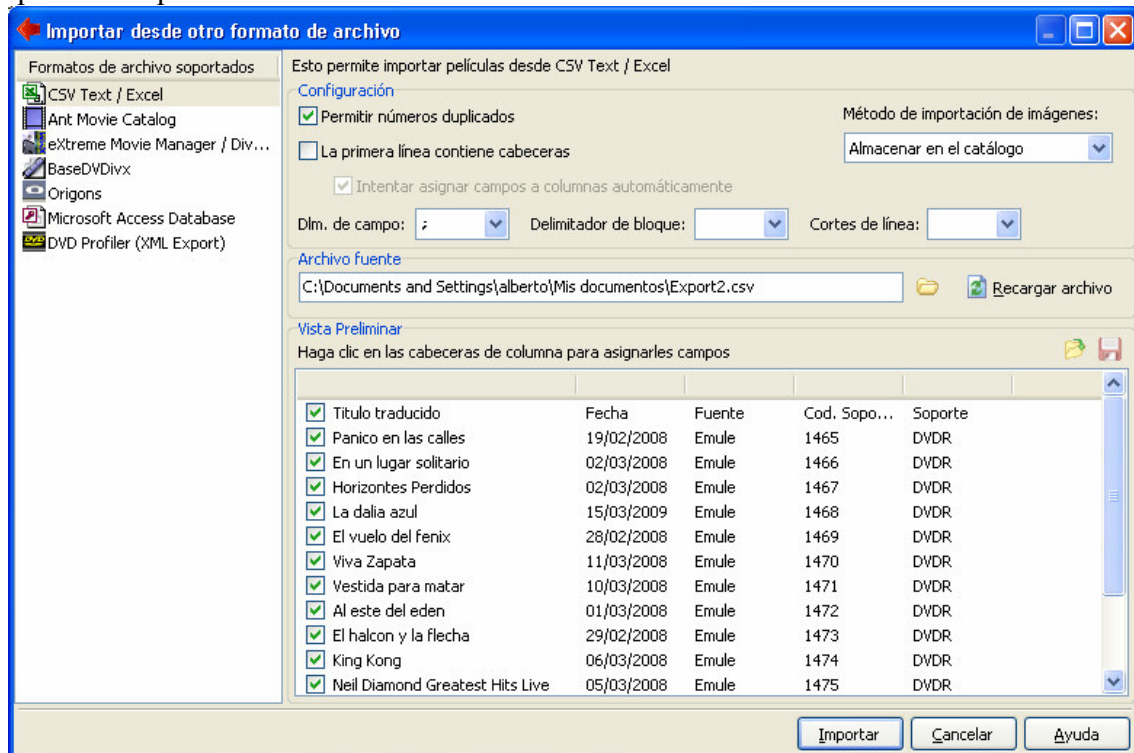 Importar desde otro formato de archivo
Formatos de archivo soportados
CSV Text / Excel
Ant Movie Catalog
eXtreme Movie Manager / Div...
BaseDVDivx
Origons
Microsoft Access Database
DVD Profiler (XML Export)
Esto permite importar películas desde CSV Text / Excel
Configuración
Permitir números duplicados
Método de importación de imágenes:
La primera línea contiene cabeceras
Almacenar en el catálogo
Intentar asignar campos a columnas automáticamente
Dlm. de campo: ; Delimitador de bloque: Cortes de línea:
Archivo fuente
C:\Documents and Settings\alberto\Mis documentos\Export2.csv
Recargar archivo
Vista Preliminar
Haga clic en las cabeceras de columna para asignarles campos
Titulo traducido Fecha Fuente Cod. Sopo... Soporte
Panico en las calles 19/02/2008 Emule 1465 DVDR
En un lugar solitario 02/03/2008 Emule 1466 DVDR
Horizontes Perdidos 02/03/2008 Emule 1467 DVDR
La dalia azul 15/03/2009 Emule 1468 DVDR
El vuelo del fenix 28/02/2008 Emule 1469 DVDR
Viva Zapata 11/03/2008 Emule 1470 DVDR
Vestida para matar 10/03/2008 Emule 1471 DVDR
Al este del eden 01/03/2008 Emule 1472 DVDR
El halcon y la flecha 29/02/2008 Emule 1473 DVDR
King Kong 06/03/2008 Emule 1474 DVDR
Neil Diamond Greatest Hits Live 05/03/2008 Emule 1475 DVDR
Importar Cancelar Ayuda